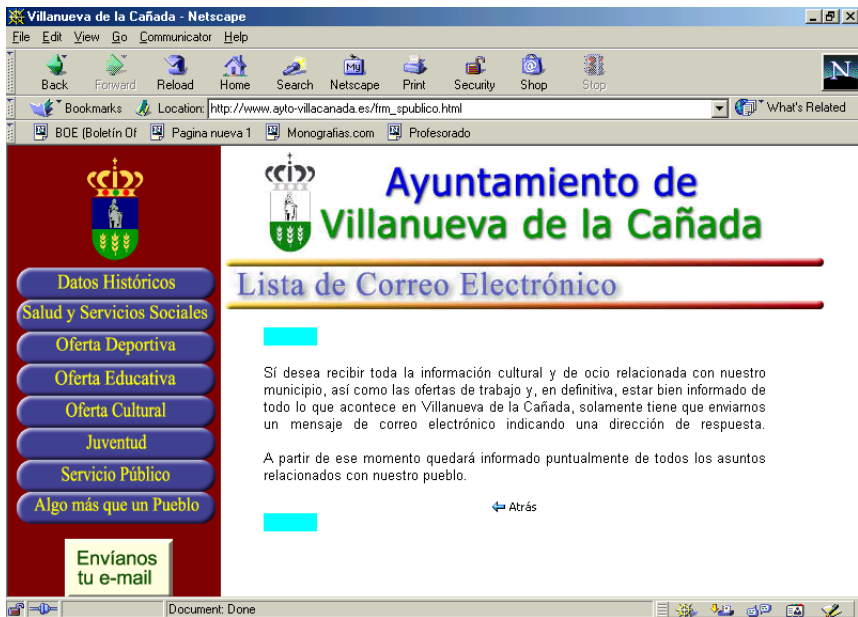 Villanueva de la Cañada - Netscape
File Edit View Go Communicator Help
Back Forward Reload Home Search Netscape Print Security Shop Stop
My
N
Bookmarks Location: http://www.ayto-villacanada.es/frm_spublico.html What's Related
BOE (Boletín Of Pagina nueva 1 Monografias.com Profesorado
Ayuntamiento de
Villanueva de la Cañada
Lista de Correo Electrónico
Datos Históricos
Salud y Servicios Sociales
Oferta Deportiva
Oferta Educativa
Oferta Cultural
Juventud
Servicio Público
Algo más que un Pueblo
Envíanos
tu e-mail
Sí desea recibir toda la información cultural y de ocio relacionada con nuestro
municipio, así como las ofertas de trabajo y, en definitiva, estar bien informado de
todo lo que acontece en Villanueva de la Cañada, solamente tiene que enviarnos
un mensaje de correo electrónico indicando una dirección de respuesta.
A partir de ese momento quedará informado puntualmente de todos los asuntos
relacionados con nuestro pueblo.
Atrás
Document: Done